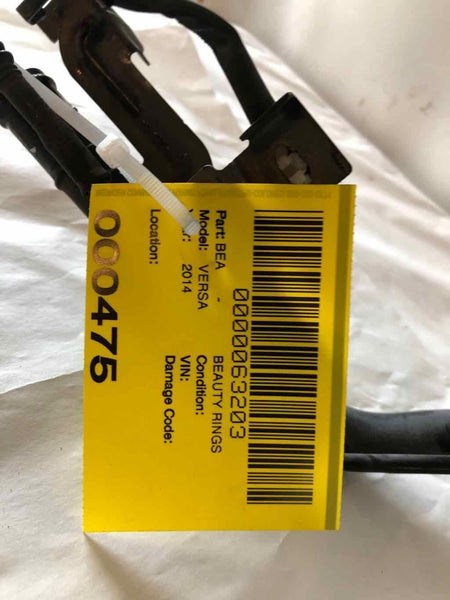 0000063203
Part: BEA - BEAUTY RINGS
Model: VERSA Condition:
2014 VIN:
Damage Code:
Location:
000475